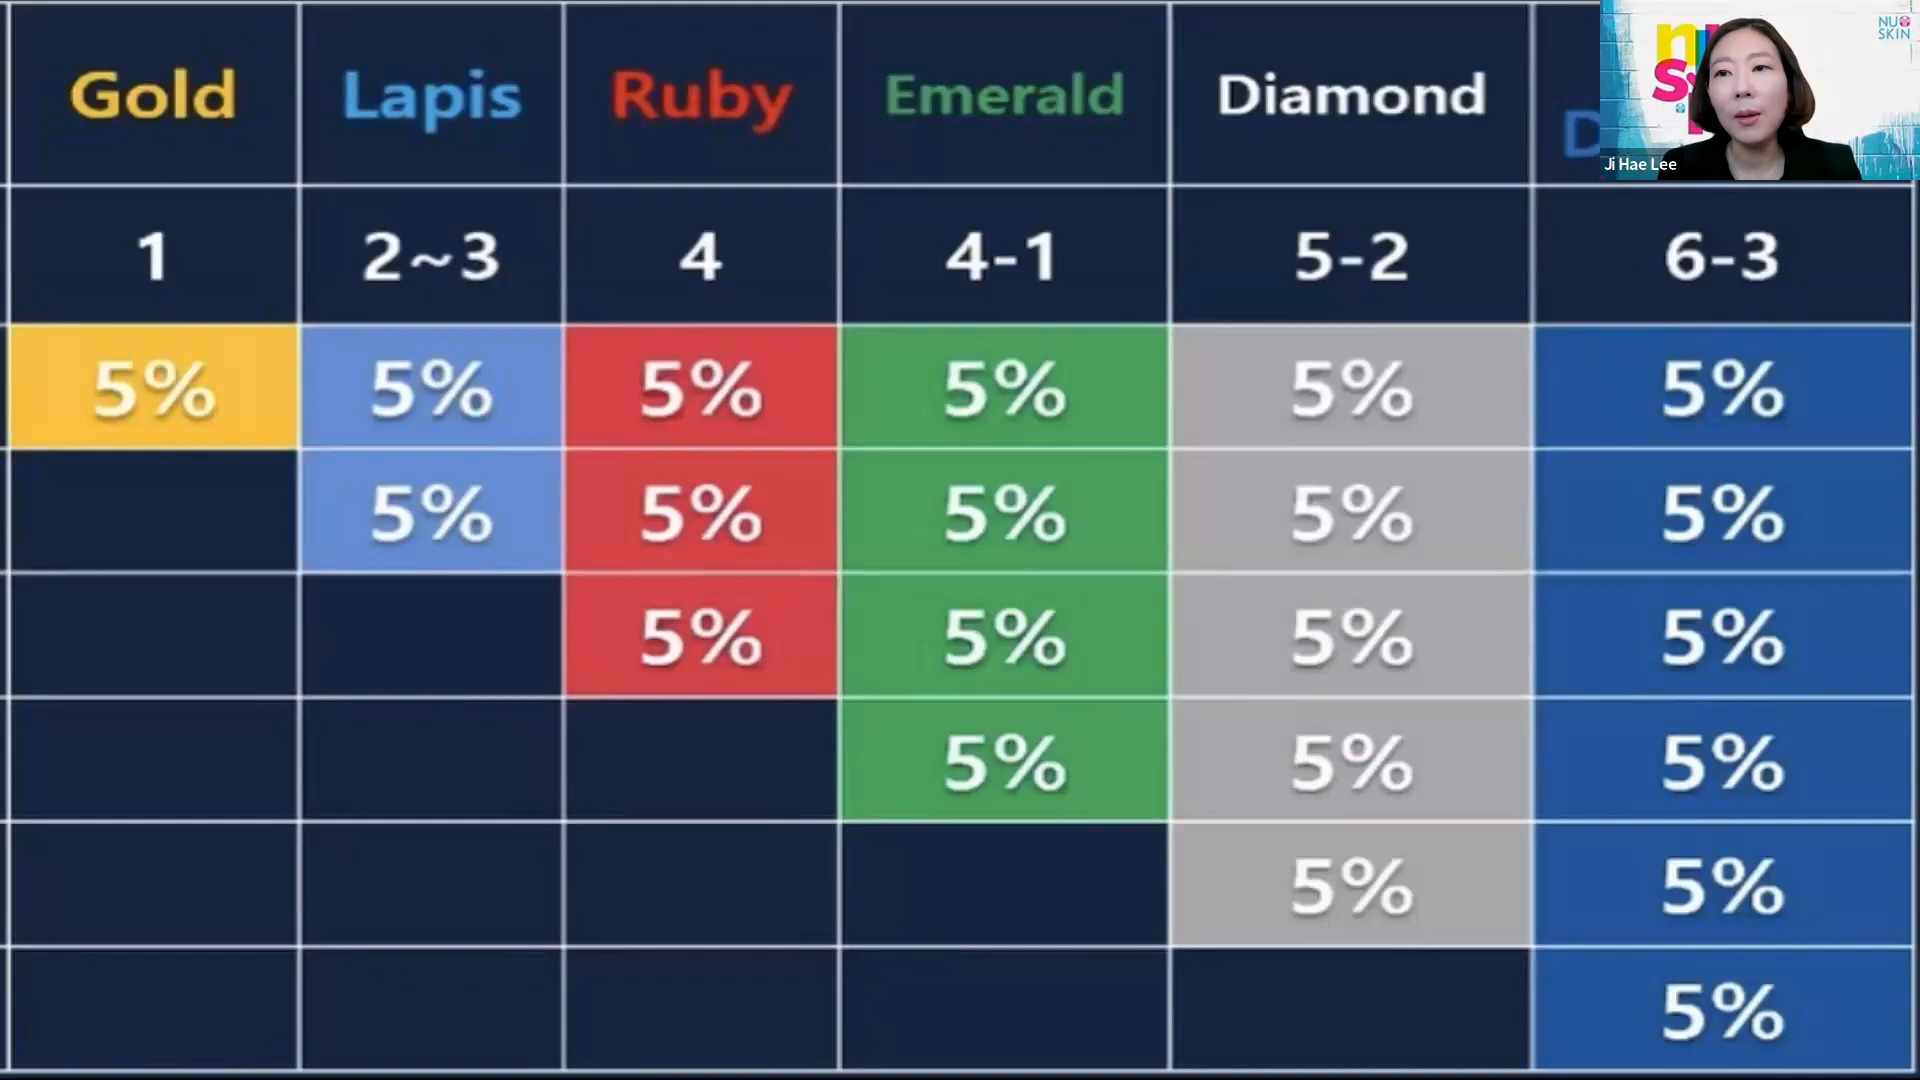 Gold Lapis Ruby Emerald Diamond
NU SKIN
Ji Hae Lee
1 2~3 4 4-1 5-2 6-3
5% 5% 5% 5% 5% 5%
5% 5% 5% 5% 5%
5% 5% 5% 5%
5% 5% 5%
5% 5%
5%